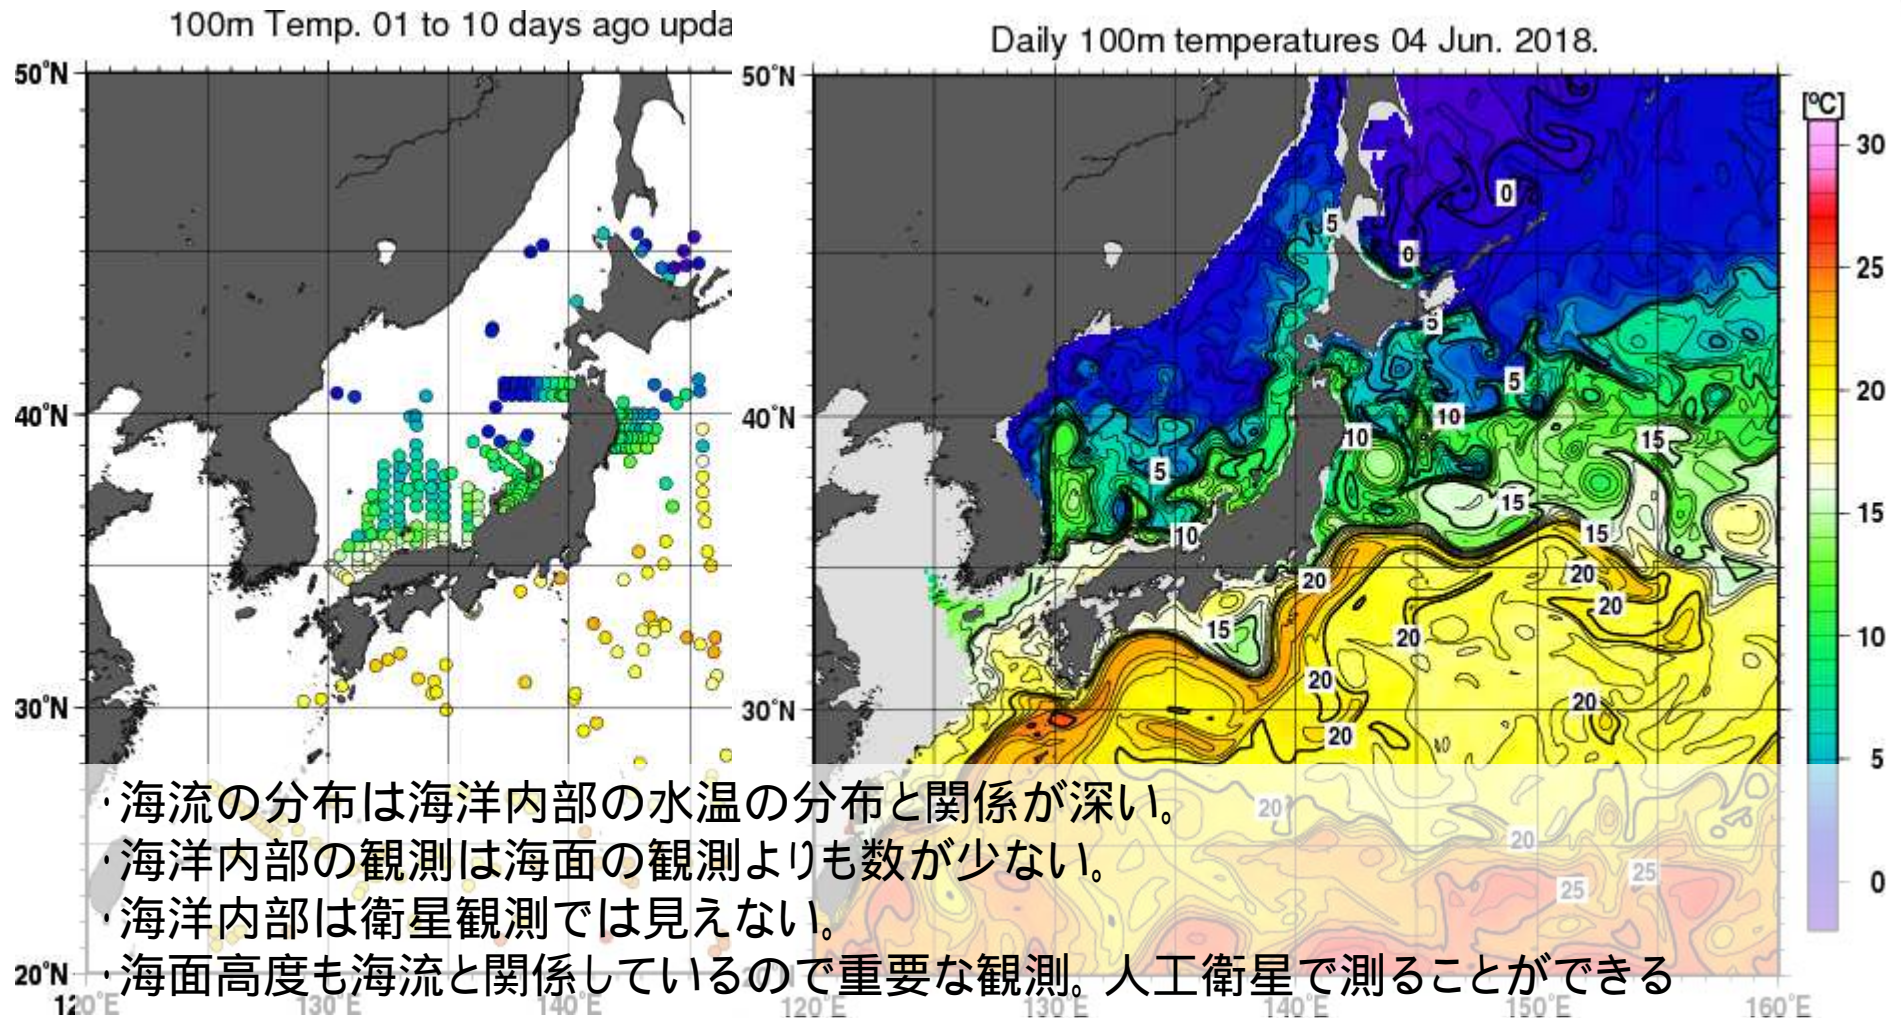 100m Temp. 01 to 10 days ago upda
Daily 100m temperatures 04 Jun. 2018.
50°N
40°N
30°N
20°N
120°E
130°E
140°E
50°N
40°N
30°N
120°E
130°E
140°E
150°E
160°E
[°C]
30
25
20
15
10
5
0
5
0
0
5
5
10
10
15
5
15
10
15
20
20
20
15
20
20
20
20
20
20
25
25
・海流の分布は海洋内部の水温の分布と関係が深い。
・海洋内部の観測は海面の観測よりも数が少ない。
・海洋内部は衛星観測では見えない。
・海面高度も海流と関係しているので重要な観測。人工衛星で測ることができる